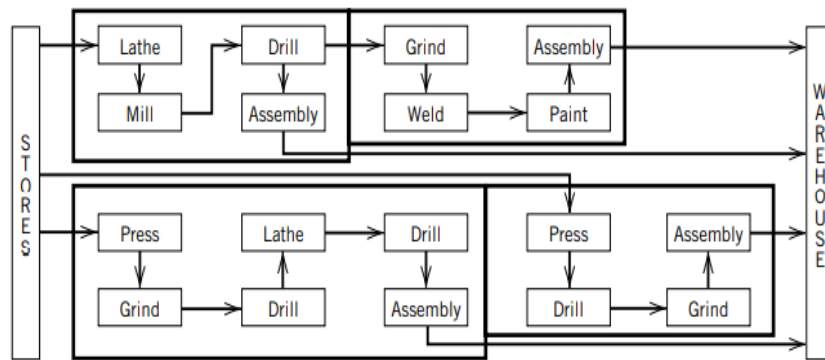 Lathe
Drill
Grind
Assembly
Mill
Assembly
Weld
Paint
STORES
WAREHOUSE
Press
Lathe
Drill
Press
Assembly
Grind
Drill
Assembly
Drill
Grind